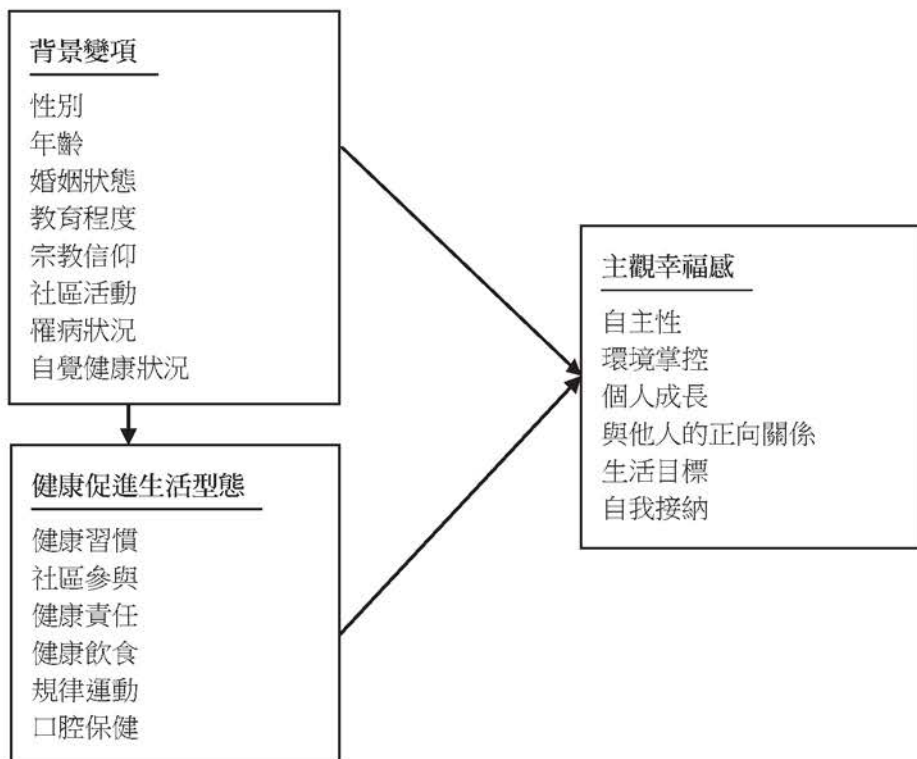 背景變項
性別
年齡
婚姻狀態
教育程度
宗教信仰
社區活動
罹病狀況
自覺健康狀況
健康促進生活型態
健康習慣
社區參與
健康責任
健康飲食
規律運動
口腔保健
主觀幸福感
自主性
環境掌控
個人成長
與他人的正向關係
生活目標
自我接納